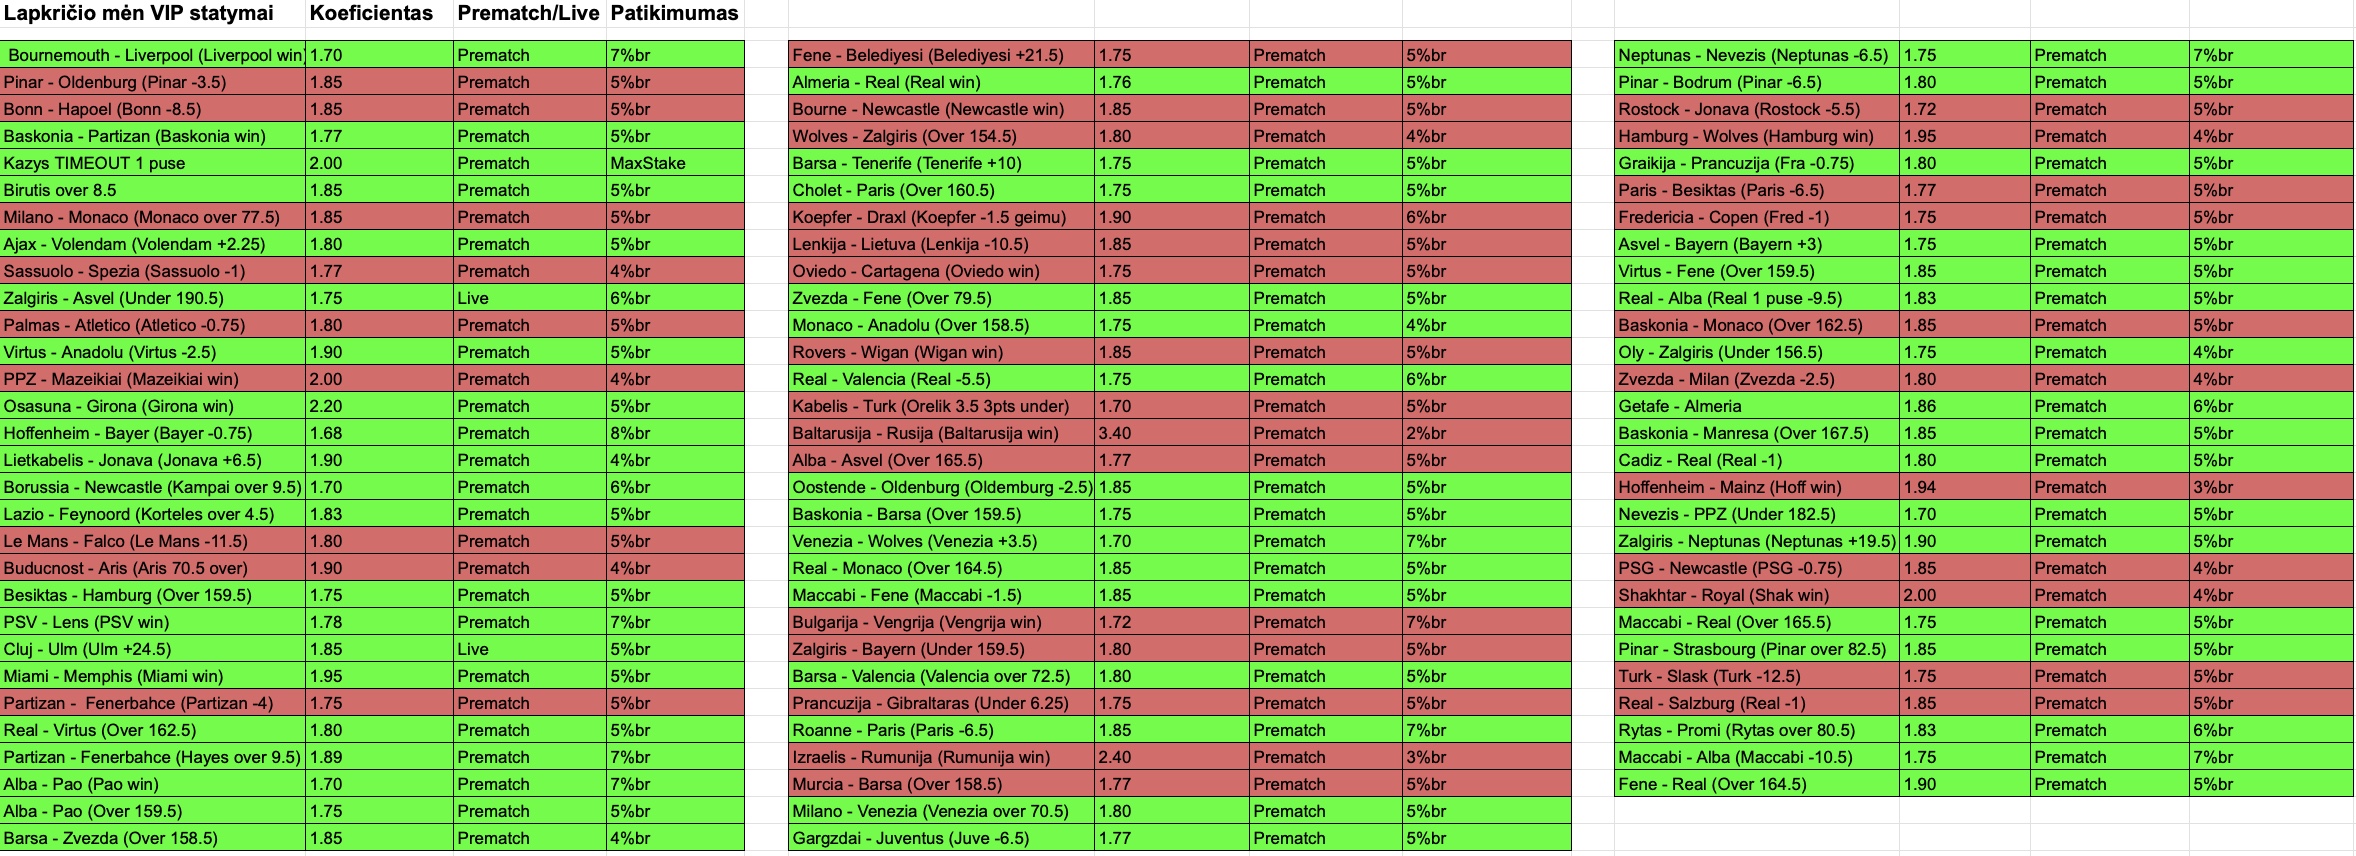 Lapkričio mėn VIP statymai Koeficientas Prematch/Live Patikimumas
Bournemouth - Liverpool (Liverpool win) 1.70 Prematch 7%br
Pinar - Oldenburg (Pinar -3.5) 1.85 Prematch 5%br
Bonn - Hapoel (Bonn -8.5) 1.85 Prematch 5%br
Baskonia - Partizan (Baskonia win) 1.77 Prematch 5%br
Kazys TIMEOUT 1 puse 2.00 Prematch MaxStake
Birutis over 8.5 1.85 Prematch 5%br
Milano - Monaco (Monaco over 77.5) 1.85 Prematch 5%br
Ajax - Volendam (Volendam +2.25) 1.80 Prematch 5%br
Sassuolo - Spezia (Sassuolo -1) 1.77 Prematch 4%br
Zalgiris - Asvel (Under 190.5) 1.75 Live 6%br
Palmas - Atletico (Atletico -0.75) 1.80 Prematch 5%br
Virtus - Anadolu (Virtus -2.5) 1.90 Prematch 5%br
PPZ - Mazeikiai (Mazeikiai win) 2.00 Prematch 4%br
Osasuna - Girona (Girona win) 2.20 Prematch 5%br
Hoffenheim - Bayer (Bayer -0.75) 1.68 Prematch 8%br
Lietkabelis - Jonava (Jonava +6.5) 1.90 Prematch 4%br
Borussia - Newcastle (Kampai over 9.5) 1.70 Prematch 6%br
Lazio - Feynoord (Korteles over 4.5) 1.83 Prematch 5%br
Le Mans - Falco (Le Mans -11.5) 1.80 Prematch 5%br
Buducnost - Aris (Aris 70.5 over) 1.90 Prematch 4%br
Besiktas - Hamburg (Over 159.5) 1.75 Prematch 5%br
PSV - Lens (PSV win) 1.78 Prematch 7%br
Cluj - Ulm (Ulm +24.5) 1.85 Live 5%br
Miami - Memphis (Miami win) 1.95 Prematch 5%br
Partizan - Fenerbahce (Partizan -4) 1.75 Prematch 5%br
Real - Virtus (Over 162.5) 1.80 Prematch 5%br
Partizan - Fenerbahce (Hayes over 9.5) 1.89 Prematch 7%br
Alba - Pao (Pao win) 1.70 Prematch 7%br
Alba - Pao (Over 159.5) 1.75 Prematch 5%br
Barsa - Zvezda (Over 158.5) 1.85 Prematch 4%br
Fene - Belediyesi (Belediyesi +21.5) 1.75 Prematch 5%br
Almeria - Real (Real win) 1.76 Prematch 5%br
Bourne - Newcastle (Newcastle win) 1.85 Prematch 5%br
Wolves - Zalgiris (Over 154.5) 1.80 Prematch 4%br
Barsa - Tenerife (Tenerife +10) 1.75 Prematch 5%br
Cholet - Paris (Over 160.5) 1.75 Prematch 5%br
Koepfer - Draxl (Koepfer -1.5 geimu) 1.90 Prematch 6%br
Lenkija - Lietuva (Lenkija -10.5) 1.85 Prematch 5%br
Oviedo - Cartagena (Oviedo win) 1.75 Prematch 5%br
Zvezda - Fene (Over 79.5) 1.85 Prematch 5%br
Monaco - Anadolu (Over 158.5) 1.75 Prematch 4%br
Rovers - Wigan (Wigan win) 1.85 Prematch 5%br
Real - Valencia (Real -5.5) 1.75 Prematch 6%br
Kabelis - Turk (Orelik 3.5 3pts under) 1.70 Prematch 5%br
Baltarusija - Rusija (Baltarusija win) 3.40 Prematch 2%br
Alba - Asvel (Over 165.5) 1.77 Prematch 5%br
Oostende - Oldenburg (Oldemburg -2.5) 1.85 Prematch 5%br
Baskonia - Barsa (Over 159.5) 1.75 Prematch 5%br
Venezia - Wolves (Venezia +3.5) 1.70 Prematch 7%br
Real - Monaco (Over 164.5) 1.85 Prematch 5%br
Maccabi - Fene (Maccabi -1.5) 1.85 Prematch 5%br
Bulgarija - Vengrija (Vengrija win) 1.72 Prematch 7%br
Zalgiris - Bayern (Under 159.5) 1.80 Prematch 5%br
Barsa - Valencia (Valencia over 72.5) 1.80 Prematch 5%br
Prancuzija - Gibraltaras (Under 6.25) 1.75 Prematch 5%br
Roanne - Paris (Paris -6.5) 1.85 Prematch 7%br
Izraelis - Rumunija (Rumunija win) 2.40 Prematch 3%br
Murcia - Barsa (Over 158.5) 1.77 Prematch 5%br
Milano - Venezia (Venezia over 70.5) 1.80 Prematch 5%br
Gargzdai - Juventus (Juve -6.5) 1.77 Prematch 5%br
Neptunas - Nevezis (Neptunas -6.5) 1.75 Prematch 7%br
Pinar - Bodrum (Pinar -6.5) 1.80 Prematch 5%br
Rostock - Jonava (Rostock -5.5) 1.72 Prematch 5%br
Hamburg - Wolves (Hamburg win) 1.95 Prematch 4%br
Graikija - Prancuzija (Fra -0.75) 1.80 Prematch 5%br
Paris - Besiktas (Paris -6.5) 1.77 Prematch 5%br
Fredericia - Copen (Fred -1) 1.75 Prematch 5%br
Asvel - Bayern (Bayern +3) 1.75 Prematch 5%br
Virtus - Fene (Over 159.5) 1.85 Prematch 5%br
Real - Alba (Real 1 puse -9.5) 1.83 Prematch 5%br
Baskonia - Monaco (Over 162.5) 1.85 Prematch 5%br
Oly - Zalgiris (Under 156.5) 1.75 Prematch 4%br
Zvezda - Milan (Zvezda -2.5) 1.80 Prematch 4%br
Getafe - Almeria 1.86 Prematch 6%br
Baskonia - Manresa (Over 167.5) 1.85 Prematch 5%br
Cadiz - Real (Real -1) 1.80 Prematch 5%br
Hoffenheim - Mainz (Hoff win) 1.94 Prematch 3%br
Nevezis - PPZ (Under 182.5) 1.70 Prematch 5%br
Zalgiris - Neptunas (Neptunas +19.5) 1.90 Prematch 5%br
PSG - Newcastle (PSG -0.75) 1.85 Prematch 4%br
Shakhtar - Royal (Shak win) 2.00 Prematch 4%br
Maccabi - Real (Over 165.5) 1.75 Prematch 5%br
Pinar - Strasbourg (Pinar over 82.5) 1.85 Prematch 5%br
Turk - Slask (Turk -12.5) 1.75 Prematch 5%br
Real - Salzburg (Real -1) 1.85 Prematch 5%br
Rytas - Promi (Rytas over 80.5) 1.83 Prematch 6%br
Maccabi - Alba (Maccabi -10.5) 1.75 Prematch 7%br
Fene - Real (Over 164.5) 1.90 Prematch 5%br